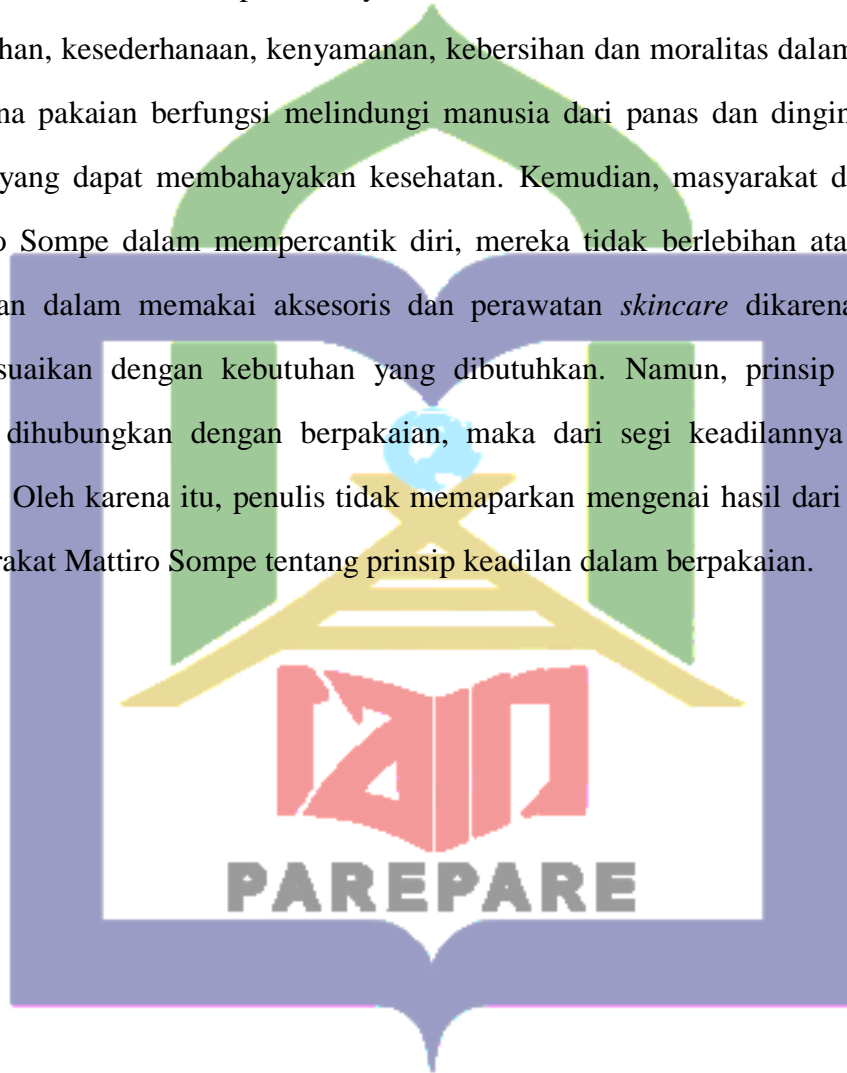 han, kesederhanaan, kenyamanan, kebersihan dan moralitas dalam
na pakaian berfungsi melindungi manusia dari panas dan dingin
yang dapat membahayakan kesehatan. Kemudian, masyarakat d
o Sompe dalam mempercantik diri, mereka tidak berlebihan ata
an dalam memakai aksesoris dan perawatan skincare dikarena
suaikan dengan kebutuhan yang dibutuhkan. Namun, prinsip
dihubungkan dengan berpakaian, maka dari segi keadilannya
Oleh karena itu, penulis tidak memaparkan mengenai hasil dari
rakat Mattiro Sompe tentang prinsip keadilan dalam berpakaian.
iain
PAREPARE